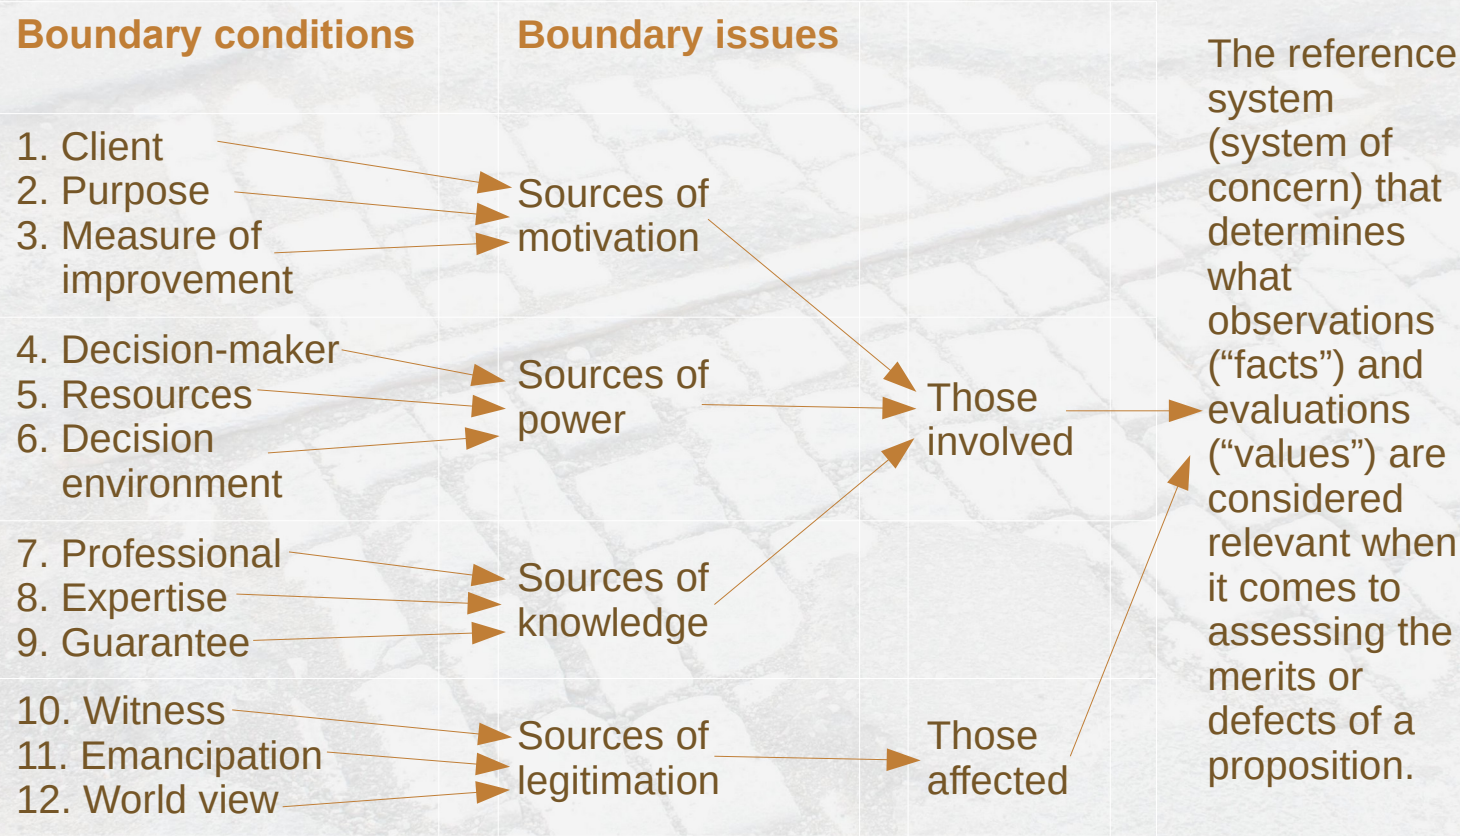 Boundary conditions
Boundary issues
1. Client
2. Purpose
3. Measure of
improvement
Sources of
motivation
4. Decision-maker
5. Resources
6. Decision
environment
Sources of
power
7. Professional
8. Expertise
9. Guarantee
Sources of
knowledge
10. Witness
11. Emancipation
12. World view
Sources of
legitimation
Those
involved
Those
affected
The reference
system
(system of
concern) that
determines
what
observations
(“facts”) and
evaluations
(“values”) are
considered
relevant when
it comes to
assessing the
merits or
defects of a
proposition.